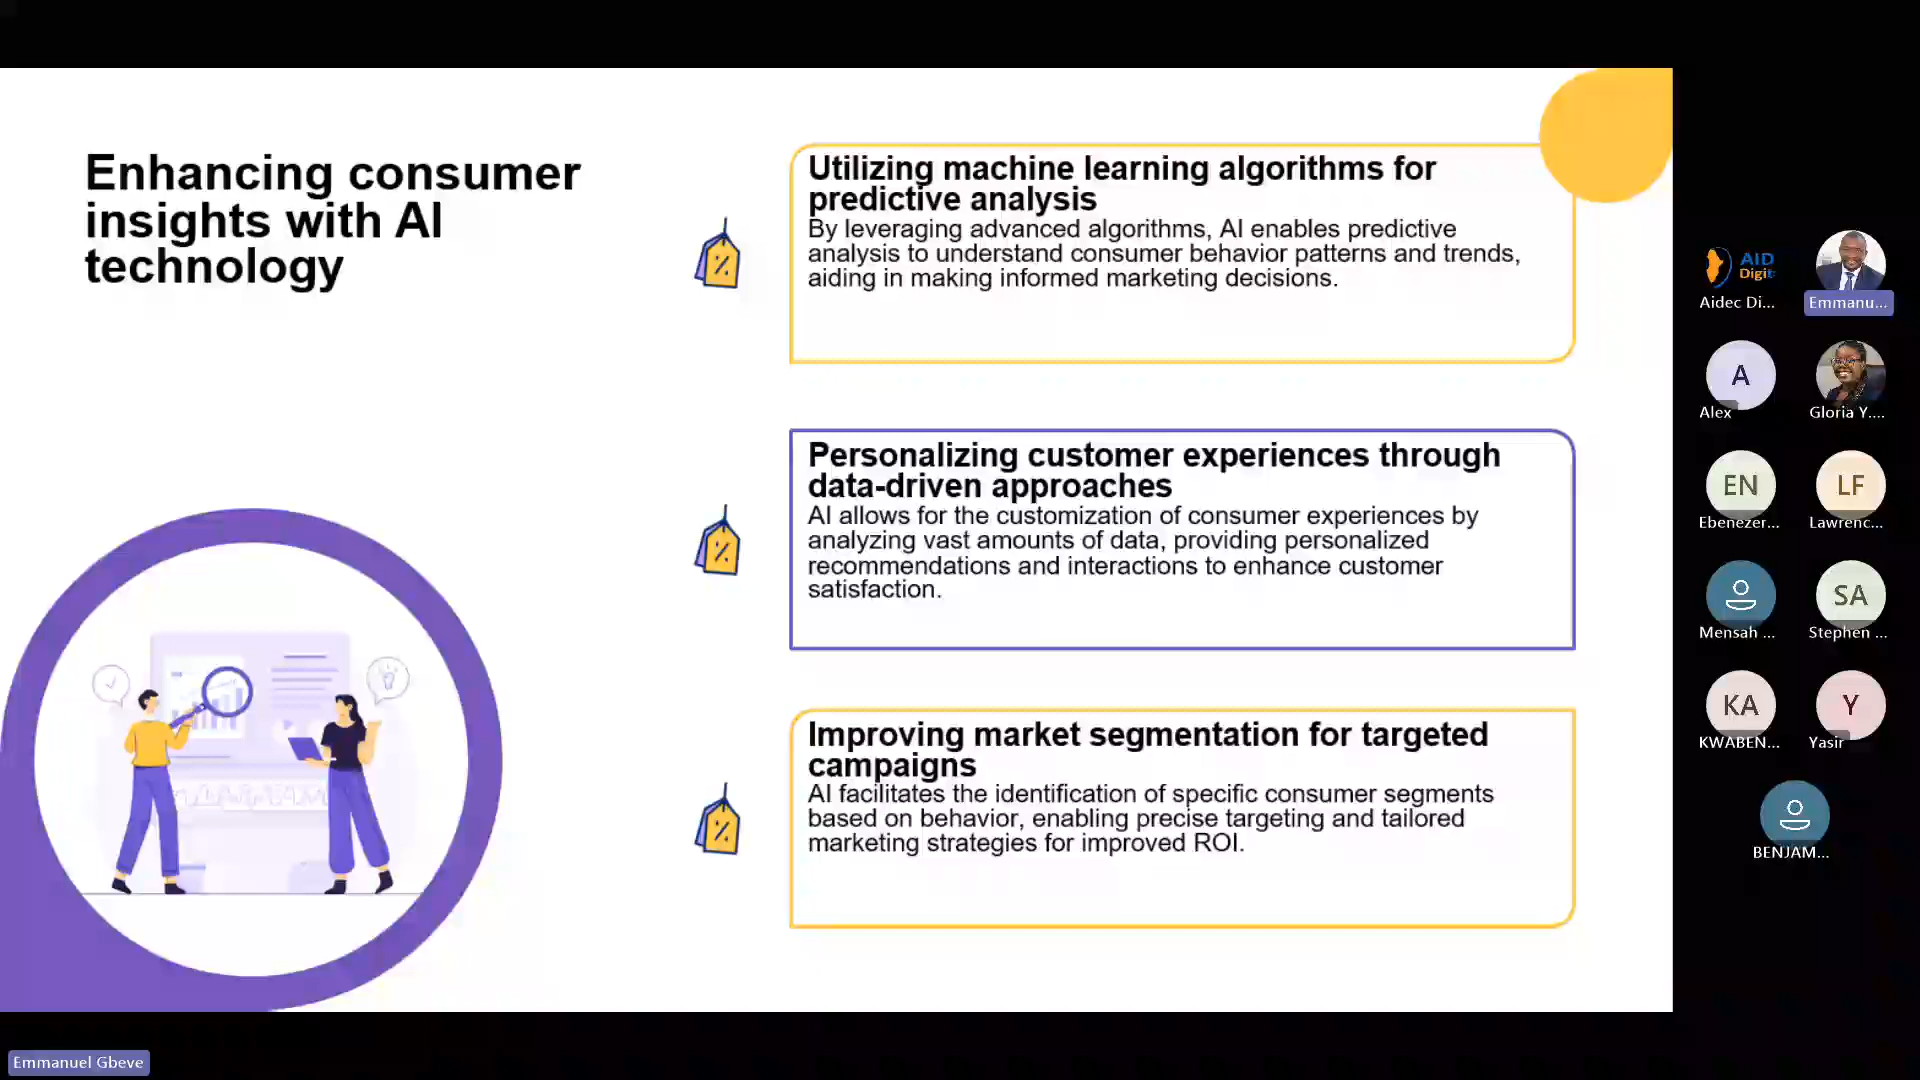 Enhancing consumer
insights with AI
technology
Utilizing machine learning algorithms for
predictive analysis
By leveraging advanced algorithms, AI enables predictive
analysis to understand consumer behavior patterns and trends,
aiding in making informed marketing decisions.
Personalizing customer experiences through
data-driven approaches
AI allows for the customization of consumer experiences by
analyzing vast amounts of data, providing personalized
recommendations and interactions to enhance customer
satisfaction.
Improving market segmentation for targeted
campaigns
AI facilitates the identification of specific consumer segments
based on behavior, enabling precise targeting and tailored
marketing strategies for improved ROI.
AID
Digit
Aidec Di...
Emmanu...
A
Alex
Gloria Y....
EN
Ebenezer...
LF
Lawrenc...
Mensah ...
SA
Stephen ...
KA
KWABEN...
Y
Yasir
BENJAM...
Emmanuel Gbeve